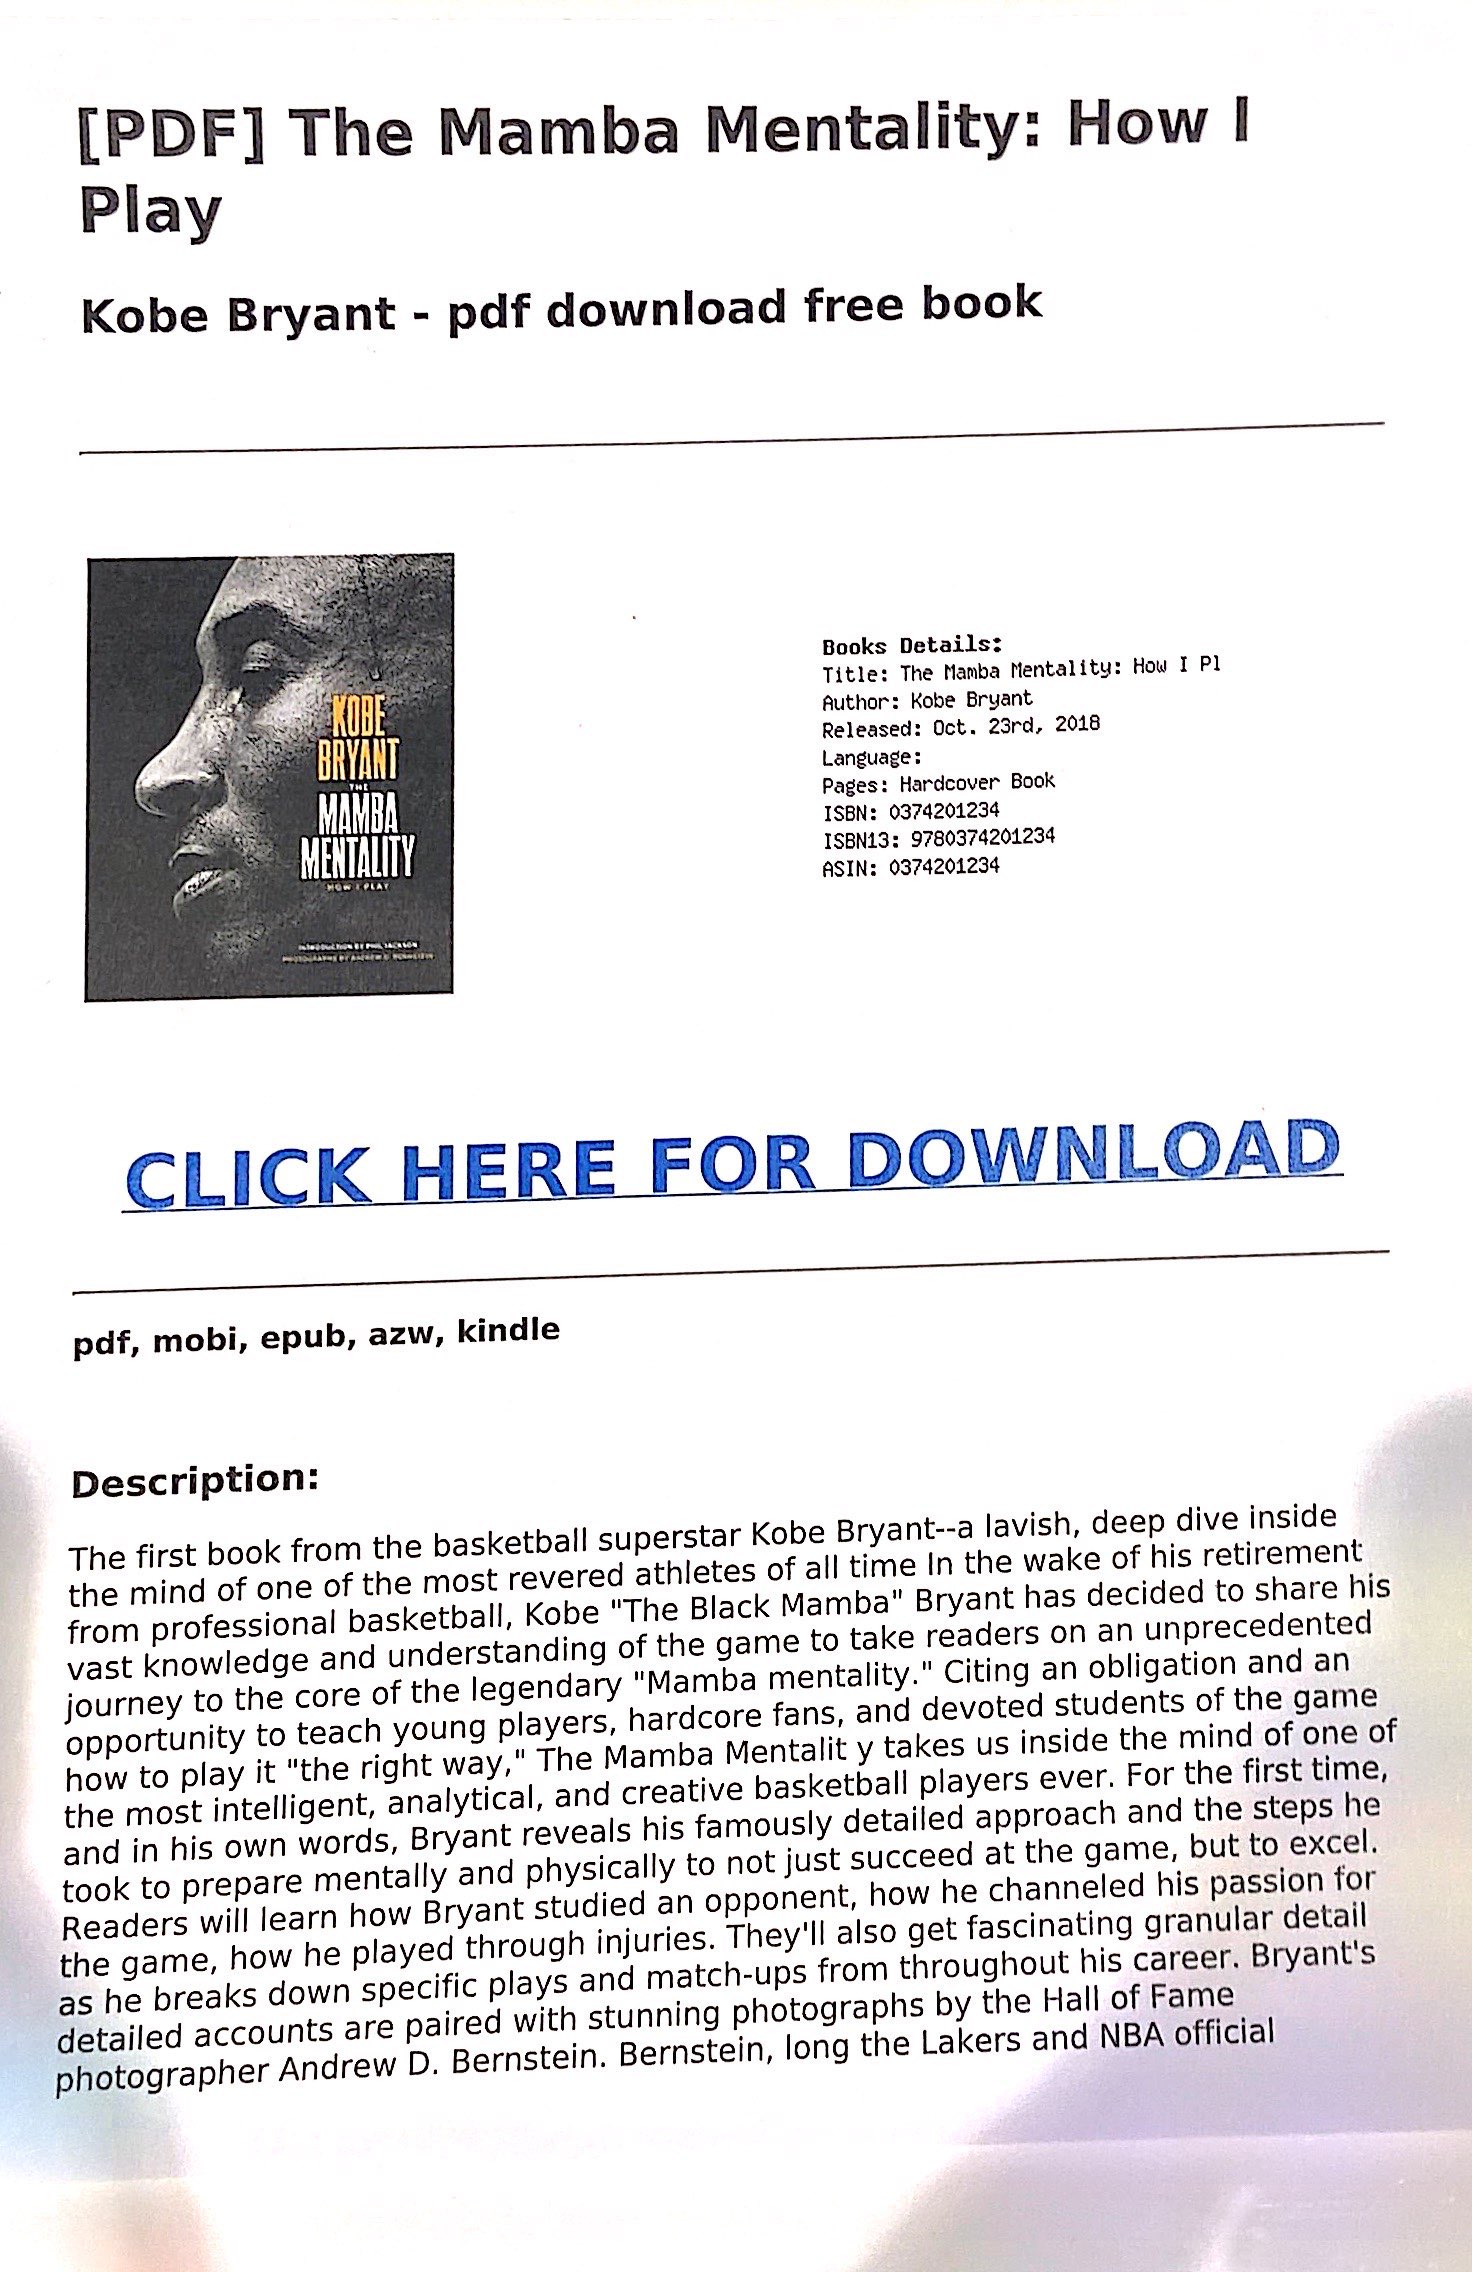 [PDF] The Mamba Mentality: How I
Play
Kobe Bryant - pdf download free book
KOBE
BRYANT
THE
MAMBA
MENTALITY
HOW I PLAY
INTRODUCTION BY PHIL JACKSON
PHOTOGRAPHS BY ANDREW D. BERNSTEIN
Books Details:
Title: The Mamba Mentality: How I Pl
Author: Kobe Bryant
Released: Oct. 23rd, 2018
Language:
Pages: Hardcover Book
ISBN: 0374201234
ISBN13: 9780374201234
ASIN: 0374201234
CLICK HERE FOR DOWNLOAD
pdf, mobi, epub, azw, kindle
Description:
The first book from the basketball superstar Kobe Bryant--a lavish, deep dive inside
the mind of one of the most revered athletes of all time In the wake of his retirement
from professional basketball, Kobe "The Black Mamba" Bryant has decided to share his
vast knowledge and understanding of the game to take readers on an unprecedented
journey to the core of the legendary "Mamba mentality." Citing an obligation and an
opportunity to teach young players, hardcore fans, and devoted students of the game
how to play it "the right way," The Mamba Mentalit y takes us inside the mind of one of
the most intelligent, analytical, and creative basketball players ever. For the first time,
and in his own words, Bryant reveals his famously detailed approach and the steps he
took to prepare mentally and physically to not just succeed at the game, but to excel.
Readers will learn how Bryant studied an opponent, how he channeled his passion for
the game, how he played through injuries. They'll also get fascinating granular detail
as he breaks down specific plays and match-ups from throughout his career. Bryant's
detailed accounts are paired with stunning photographs by the Hall of Fame
photographer Andrew D. Bernstein. Bernstein, long the Lakers and NBA official